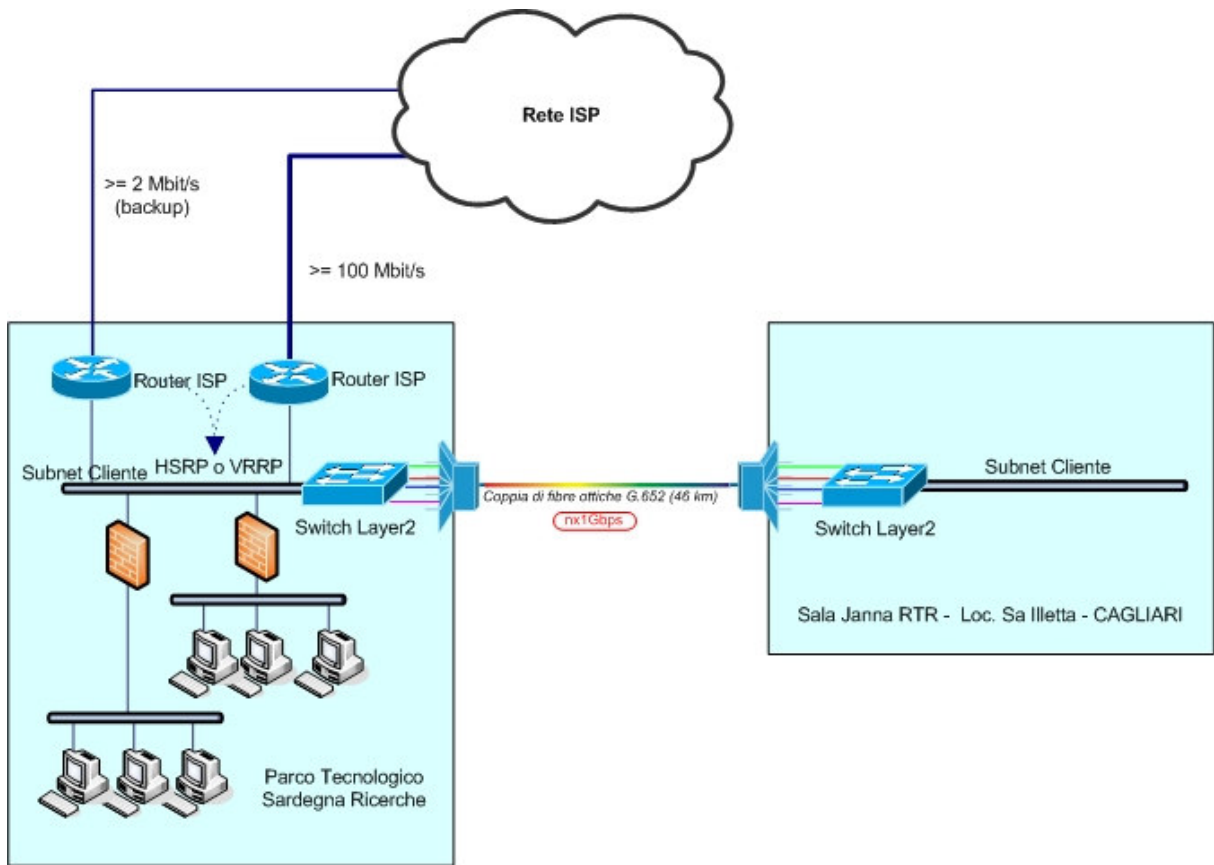 Rete ISP
>= 2 Mbit/s
(backup)
>= 100 Mbit/s
Router ISP
Router ISP
HSRP o VRRP
Subnet Cliente
Switch Layer2
Coppia di fibre ottiche G.652 (46 km)
nx1Gbps
Subnet Cliente
Switch Layer2
Sala Janna RTR - Loc. Sa Illetta - CAGLIARI
Parco Tecnologico
Sardegna Ricerche